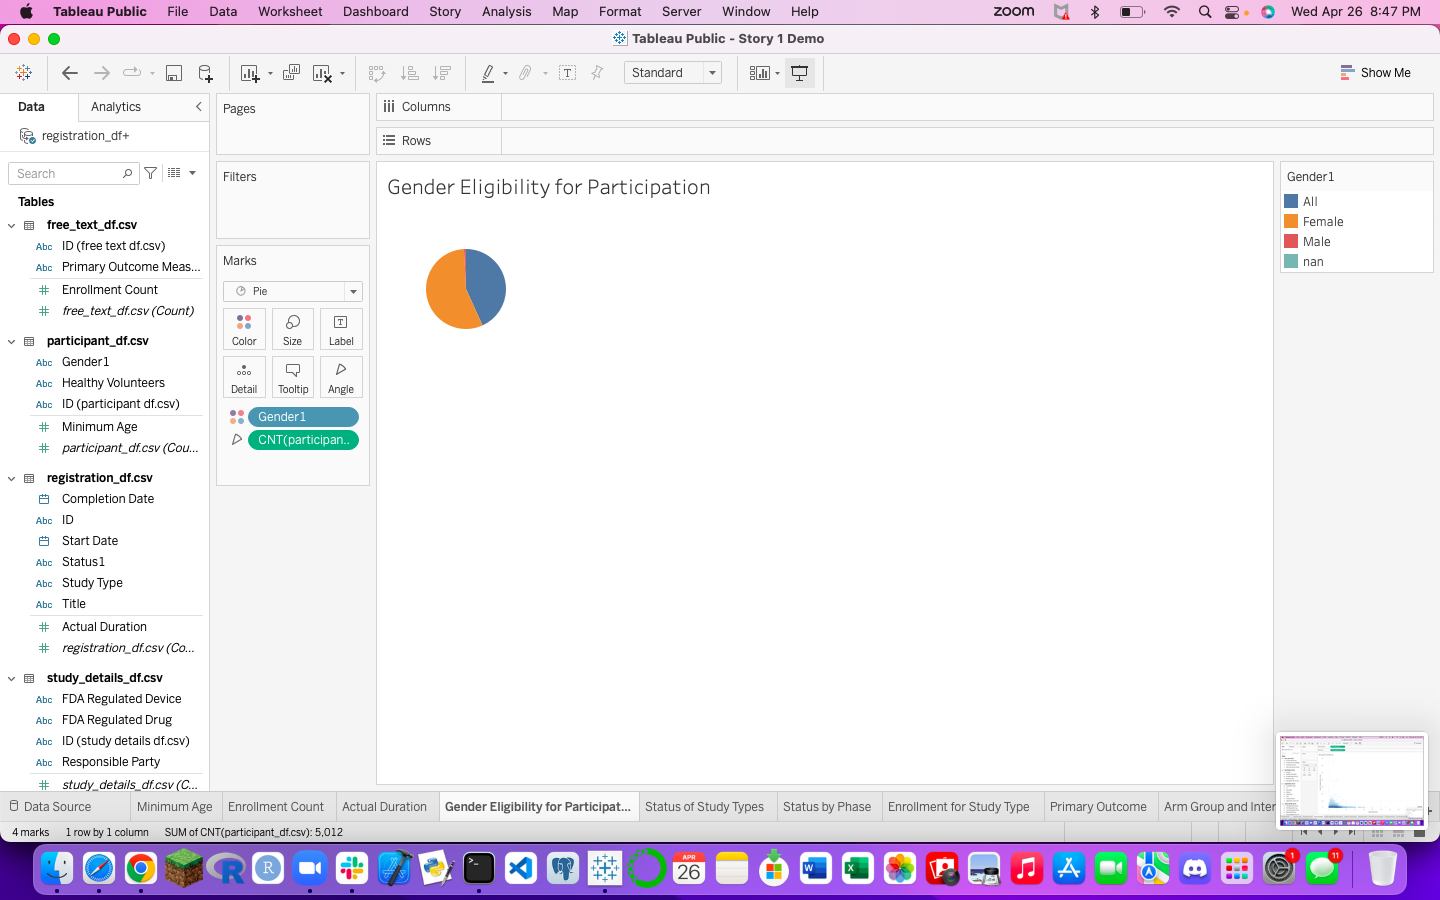 Tableau Public File Data Worksheet Dashboard Story Analysis Map Format Server Window Help zoom Wed Apr 26 8:47 PM
Tableau Public - Story 1 Demo
Standard
Show Me
Data Analytics
registration_df+
Search
Tables
free_text_df.csv
Abc ID (free text df.csv)
Abc Primary Outcome Meas...
Enrollment Count
free_text_df.csv (Count)
participant_df.csv
Abc Gender1
Abc Healthy Volunteers
Abc ID (participant df.csv)
Minimum Age
participant_df.csv (Cou...
registration_df.csv
Completion Date
Abc ID
Start Date
Abc Status1
Abc Study Type
Abc Title
Actual Duration
registration_df.csv (Co...
study_details_df.csv
Abc FDA Regulated Device
Abc FDA Regulated Drug
Abc ID (study details df.csv)
Abc Responsible Party
study_details_df.csv (C...
Pages
Filters
Marks
Pie
Color Size Label
Detail Tooltip Angle
Gender1
CNT(participan..
Columns
Rows
Gender Eligibility for Participation
Gender1
All
Female
Male
nan
Data Source Minimum Age Enrollment Count Actual Duration Gender Eligibility for Participat... Status of Study Types Status by Phase Enrollment for Study Type Primary Outcome Arm Group and Inter
4 marks 1 row by 1 column SUM of CNT(participant_df.csv): 5,012
APR
26
1
11